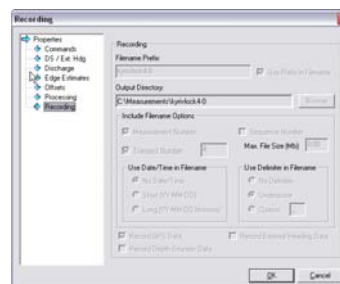 Recording
Properties
Commands
DS / Ext. Hdg
Discharge
Edge Estimates
Offsets
Processing
Recording
Recording
Filename Prefix
Use Prefix in Filename
Output Directory:
Browse
Include Filename Options
Measurement Number
Sequence Number
Transect Number
Max. File Size (Mb)
Use Date/Time in Filename
Use Delimiter in Filename
No Date/Time
No Delimiter
Underscore
Custom
Record GPS Data
Record External Heading Data
Record Depth Sounder Data
OK
Cancel